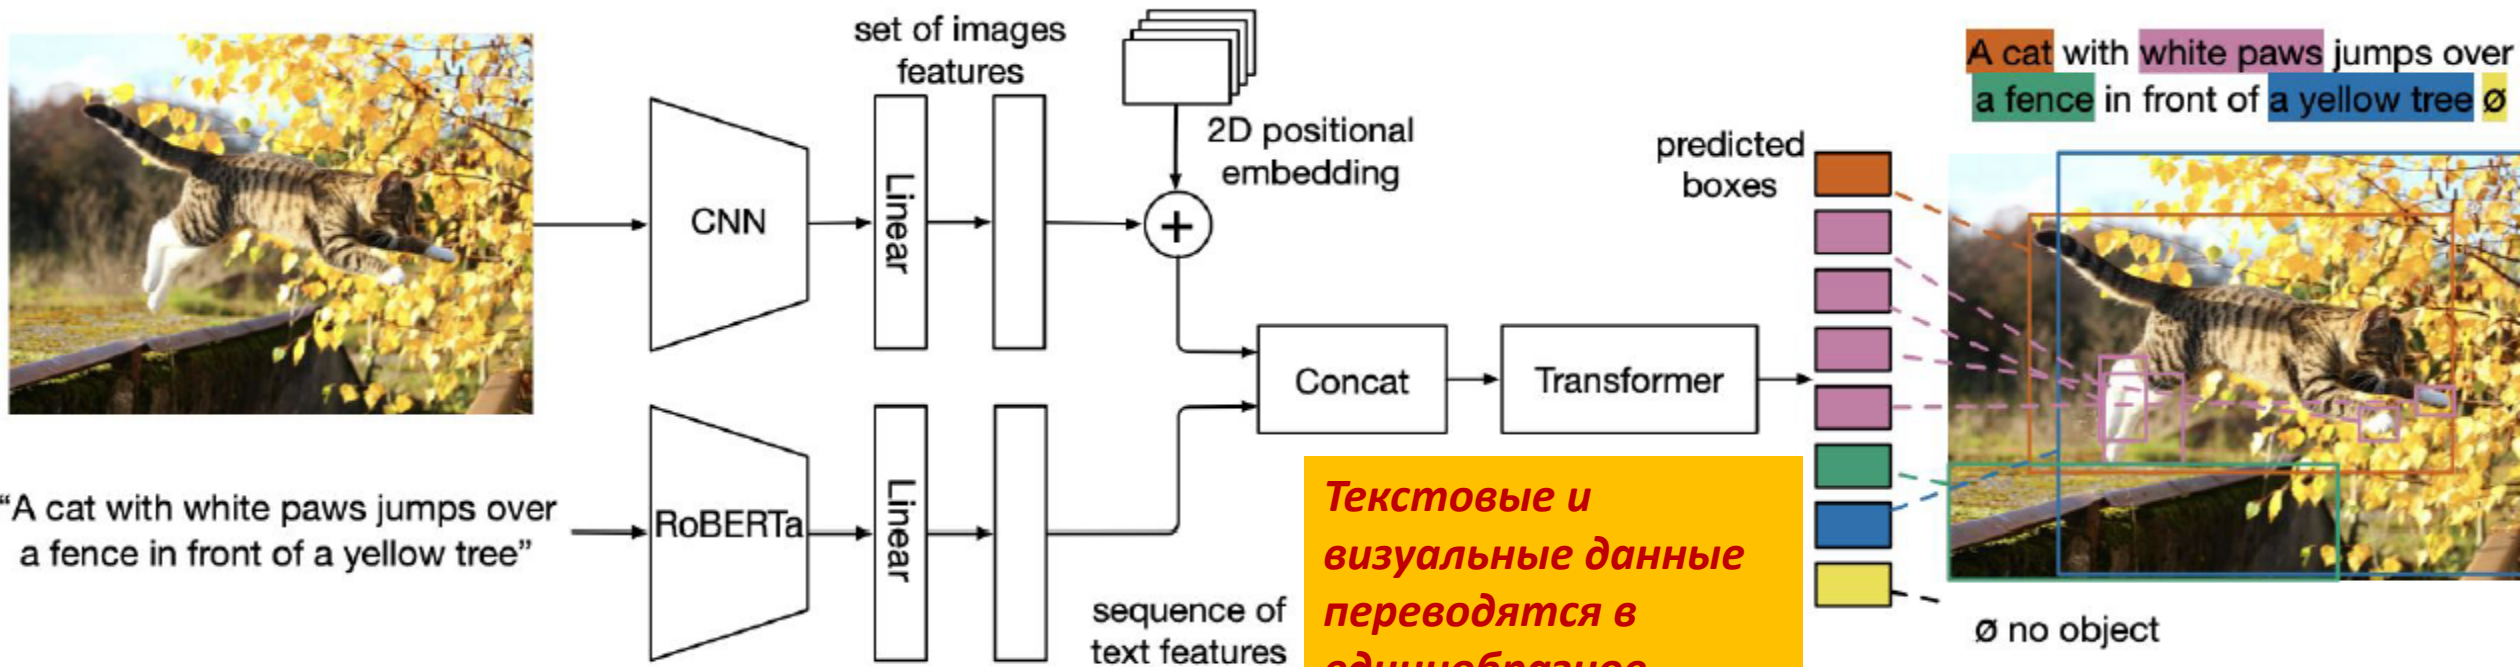 set of images
features
2D positional
embedding
CNN
Linear
"A cat with white paws jumps over
a fence in front of a yellow tree"
RoBERTa
Linear
sequence of
text features
Concat
Transformer
Текстовые и
визуальные данные
переводятся в
predicted
boxes
A cat with white paws jumps over
a fence in front of a yellow tree ø
ø no object